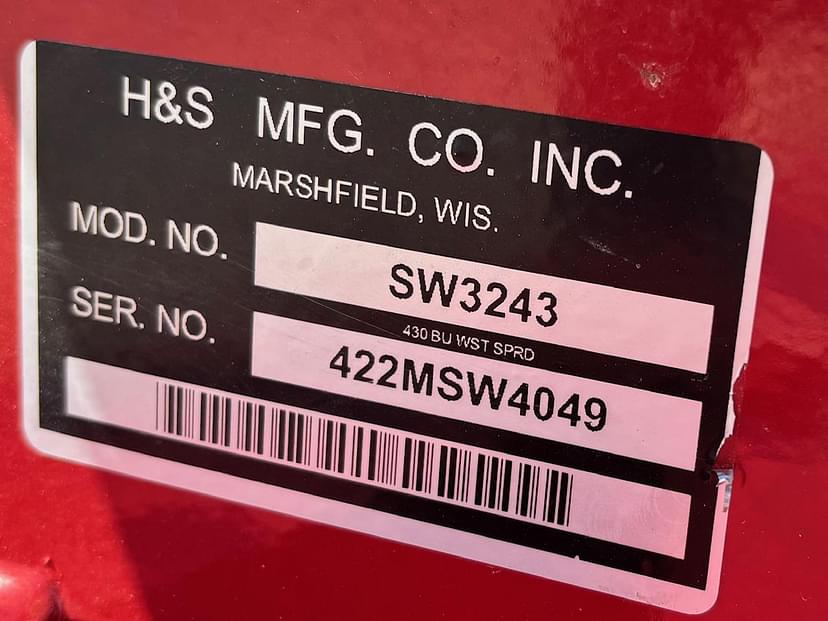 H&S MFG. CO. INC.
MARSHFIELD, WIS.
MOD. NO. SW3243
430 BU WST SPRD
SER. NO. 422MSW4049